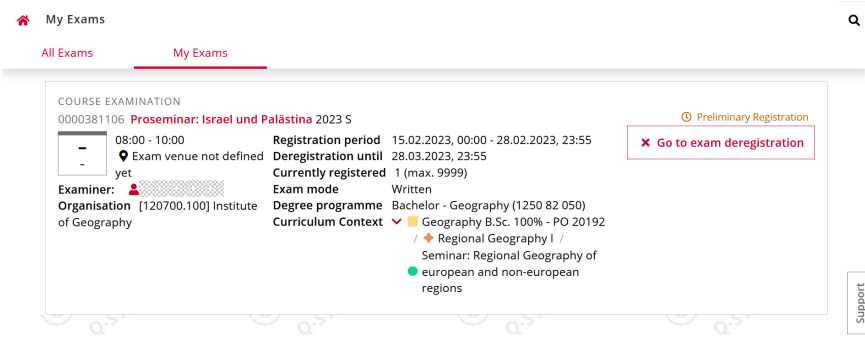 My Exams
All Exams
My Exams
COURSE EXAMINATION
0000381106 Proseminar: Israel und Palästina 2023 S
Preliminary Registration
Go to exam deregistration
–
-
08:00 - 10:00
Exam venue not defined
yet
Examiner:
Organisation [120700.100] Institute
of Geography
Registration period 15.02.2023, 00:00 - 28.02.2023, 23:55
Deregistration until 28.03.2023, 23:55
Currently registered 1 (max. 9999)
Exam mode Written
Degree programme Bachelor - Geography (1250 82 050)
Curriculum Context Geography B.Sc. 100% - PO 20192
/ Regional Geography I /
Seminar: Regional Geography of
european and non-european
regions
Support